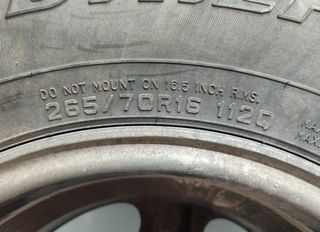 DO NOT MOUNT ON 16.5 INCH RIMS.
265/70R16 112Q